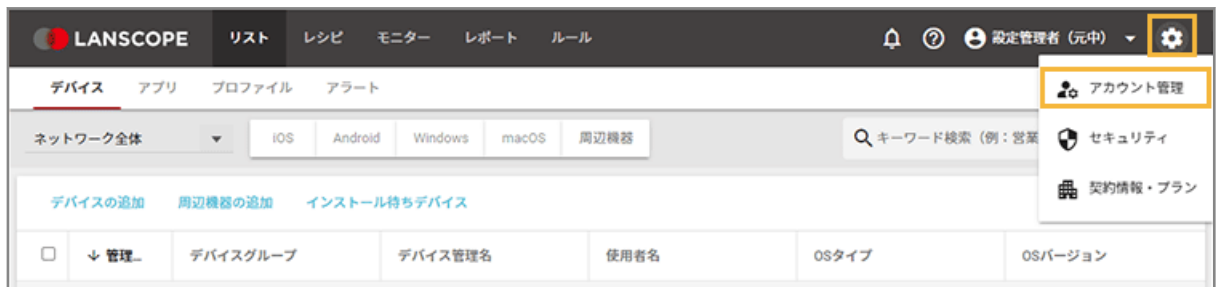 LANSCOPE リスト レシピ モニター レポート ルール 設定管理者（元中）
デバイス アプリ プロファイル アラート アカウント管理
ネットワーク全体 iOS Android Windows macOS 周辺機器 キーワード検索（例：営業 セキュリティ
契約情報・プラン
デバイスの追加 周辺機器の追加 インストール待ちデバイス
管理... デバイスグループ デバイス管理名 使用者名 OSタイプ OSバージョン